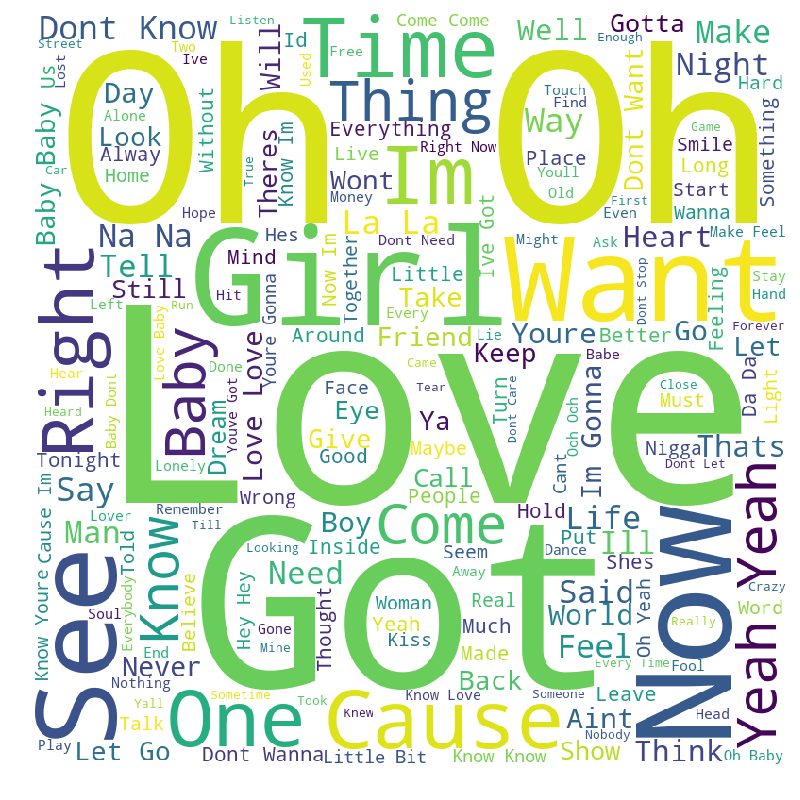 Oh Oh
Love
Got
Now
See
Want
Girl
Time
Right
One
Cause
Come
Im
Thing
Baby
Know
Yeah Yeah
Dont Know
Listen
Come Come
Id
Well
Gotta
Enough
Make
Street
Two
Ive
Will
Free
Night
Lost
Used
Hard
Us
Day
Look
Alway
Alone
Home
Car
Without
True
Theres
Know Im
Everything
Live
Right Now
Wont
Money
La La
Way
Touch
Find
Place
Youll
Old
Dont Want
Game
Smile
Long
Start
First
Even
Wanna
Something
Baby Baby
Hope
Na Na
Tell
Still
Hes
Mind
Hit
Now Im
Together
Dont Need
Little
Take
Every
Ive Got
Might
Ask
Heart
Make Feel
Dont Stop
Feeling
Stay
Hand
Forever
Left
Run
Around
Friend
Lie
Youre
Better
Go
Let
Keep
Babe
Love Baby
Youre Gonna
Hear
Heard
Baby Dont
Done
Youve Got
Love Love
Came
Face
Tear
Eye
Give
Good
Ya
Maybe
Turn
Dont Care
Och Och
Im Gonna
Close
Must
Da Da
Light
Nigga
Thats
Dont Let
Tonight
Lonely
Dream
Say
Wrong
Call
People
Cant
Remember
Hold
Life
Lover
Till
Boy
Man
Told
Looking
Inside
Seem
Dance
Put
Ill
Cause Im
Need
Away
Shes
Know Youre
Everybody
Believe
Hey Hey
Thought
Woman
Yeah
Kiss
Real
Much
Said
World
Oh Yeah
Crazy
Word
Really
Soul
End
Gone
Mine
Made
Feel
Never
Nothing
Back
Every Time
Fool
Yall
Talk
Sometime
Took
Know Love
Someone
Leave
Knew
Aint
Nobody
Head
Play
Let Go
Dont Wanna
Little Bit
Know Know
Show
Think
Oh Baby